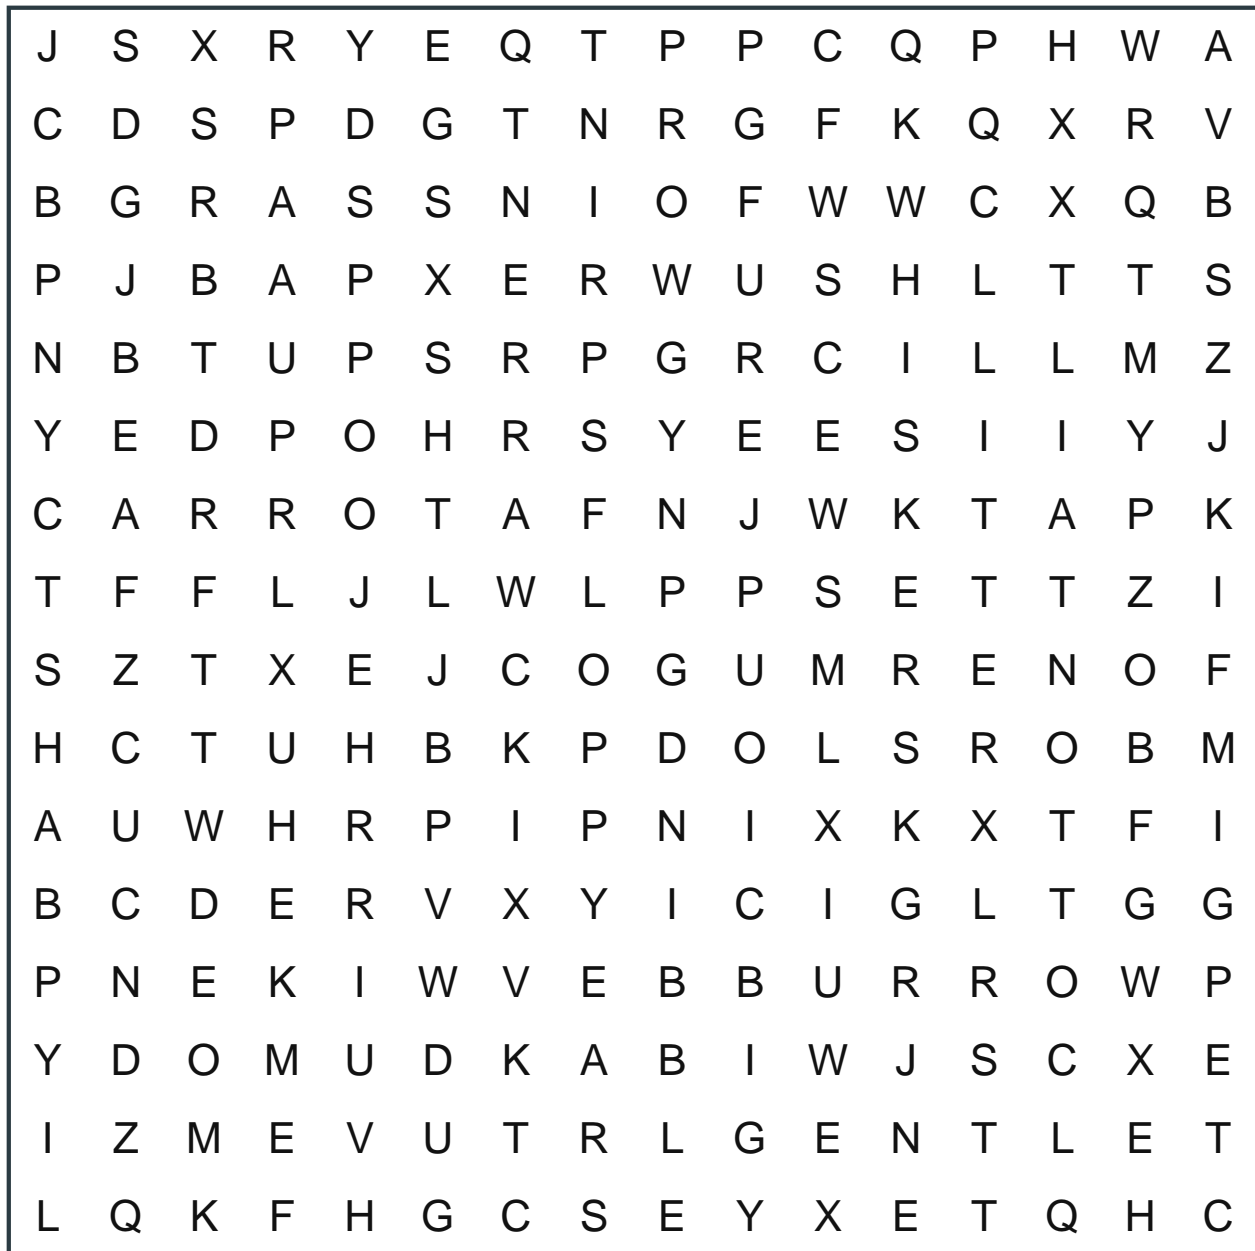 J S X R Y E Q T P P C Q P H W A
C D S P D G T N R G F K Q X R V
B G R A S S N I O F W W C X Q B
P J B A P X E R W U S H L T T S
N B T U P S R P G R C I L L M Z
Y E D P O H R S Y E E S I I Y J
C A R R O T A F N J W K T A P K
T F F L J L W L P P S E T T Z I
S Z T X E J C O G U M R E N O F
H C T U H B K P D O L S R O B M
A U W H R P I P N I X K X T F I
B C D E R V X Y I C I G L T G G
P N E K I W V E B B U R R O W P
Y D O M U D K A B I W J S C X E
I Z M E V U T R L G E N T L E T
L Q K F H G C S E Y X E T Q H C